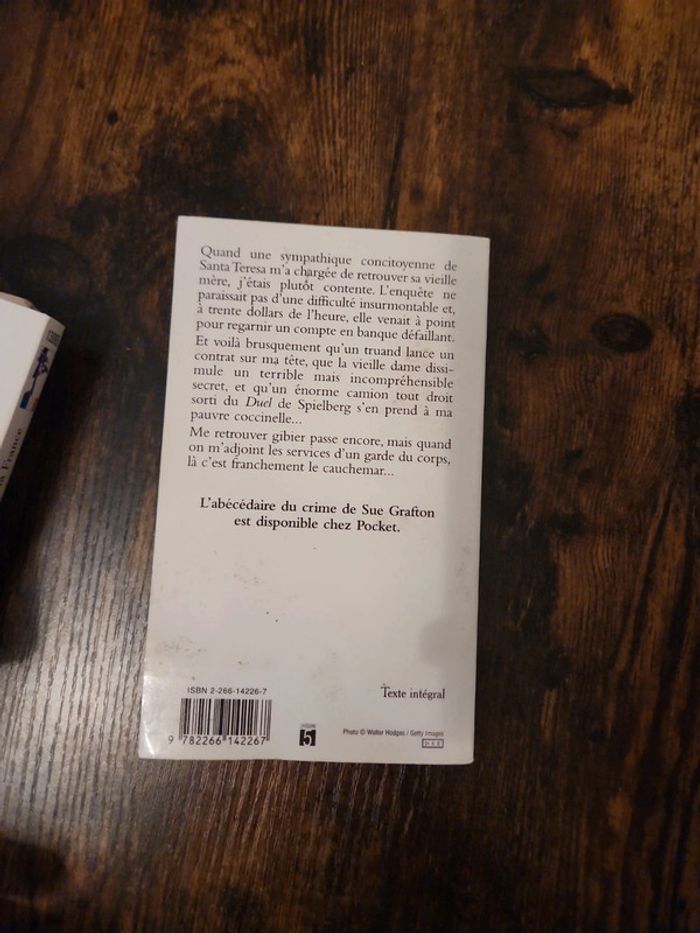 Quand une sympathique concitoyenne de
Santa Teresa m'a chargée de retrouver sa vieille
mère, j'étais plutôt contente. L'enquête ne
paraissait pas d'une difficulté insurmontable et,
à trente dollars de l'heure, elle venait à point
pour regarnir un compte en banque défaillant.
Et voilà brusquement qu'un truand lance un
contrat sur ma tête, que la vieille dame dissi-
mule un terrible mais incompréhensible
secret, et qu'un énorme camion tout droit
sorti du Duel de Spielberg s'en prend à ma
pauvre coccinelle...
Me retrouver gibier passe encore, mais quand
on m'adjoint les services d'un garde du corps,
là c'est franchement le cauchemar...
L'abécédaire du crime de Sue Grafton
est disponible chez Pocket.
Texte intégral
ISBN 2-266-14226-7
9 782266 142267
5
Photo © Walter Hodges / Getty Images
France